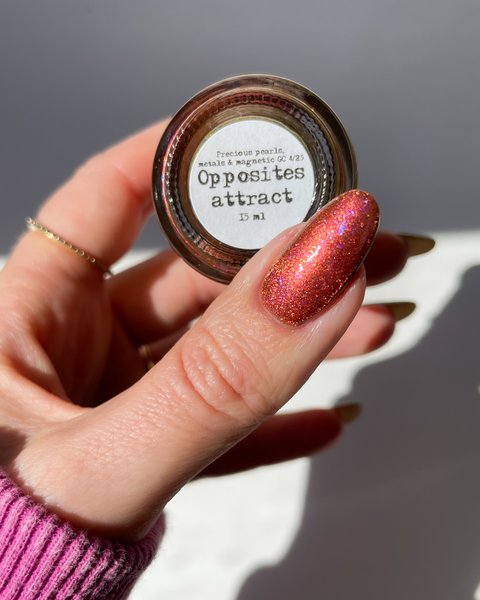 Precious pearls,
metals & magnetic GC 4/25
Opposites
attract
15 ml